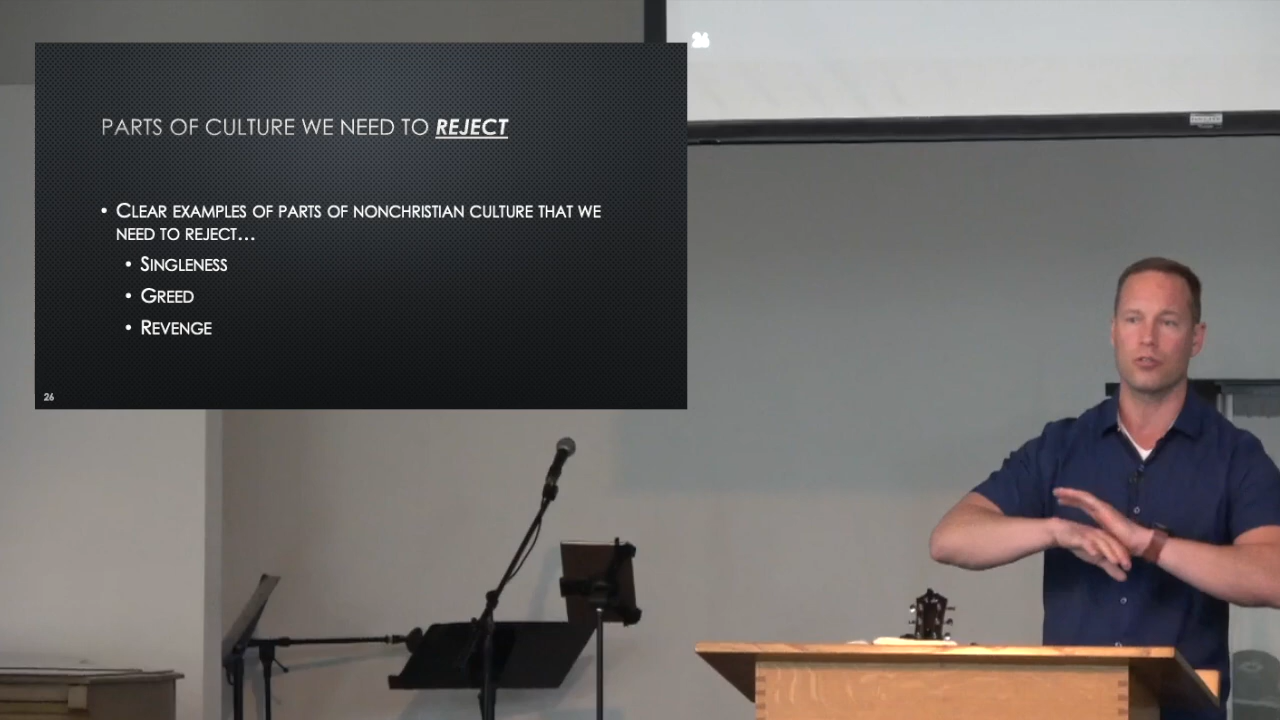 26
PARTS OF CULTURE WE NEED TO REJECT
• CLEAR EXAMPLES OF PARTS OF NONCHRISTIAN CULTURE THAT WE
NEED TO REJECT...
• SINGLENESS
• GREED
• REVENGE
26